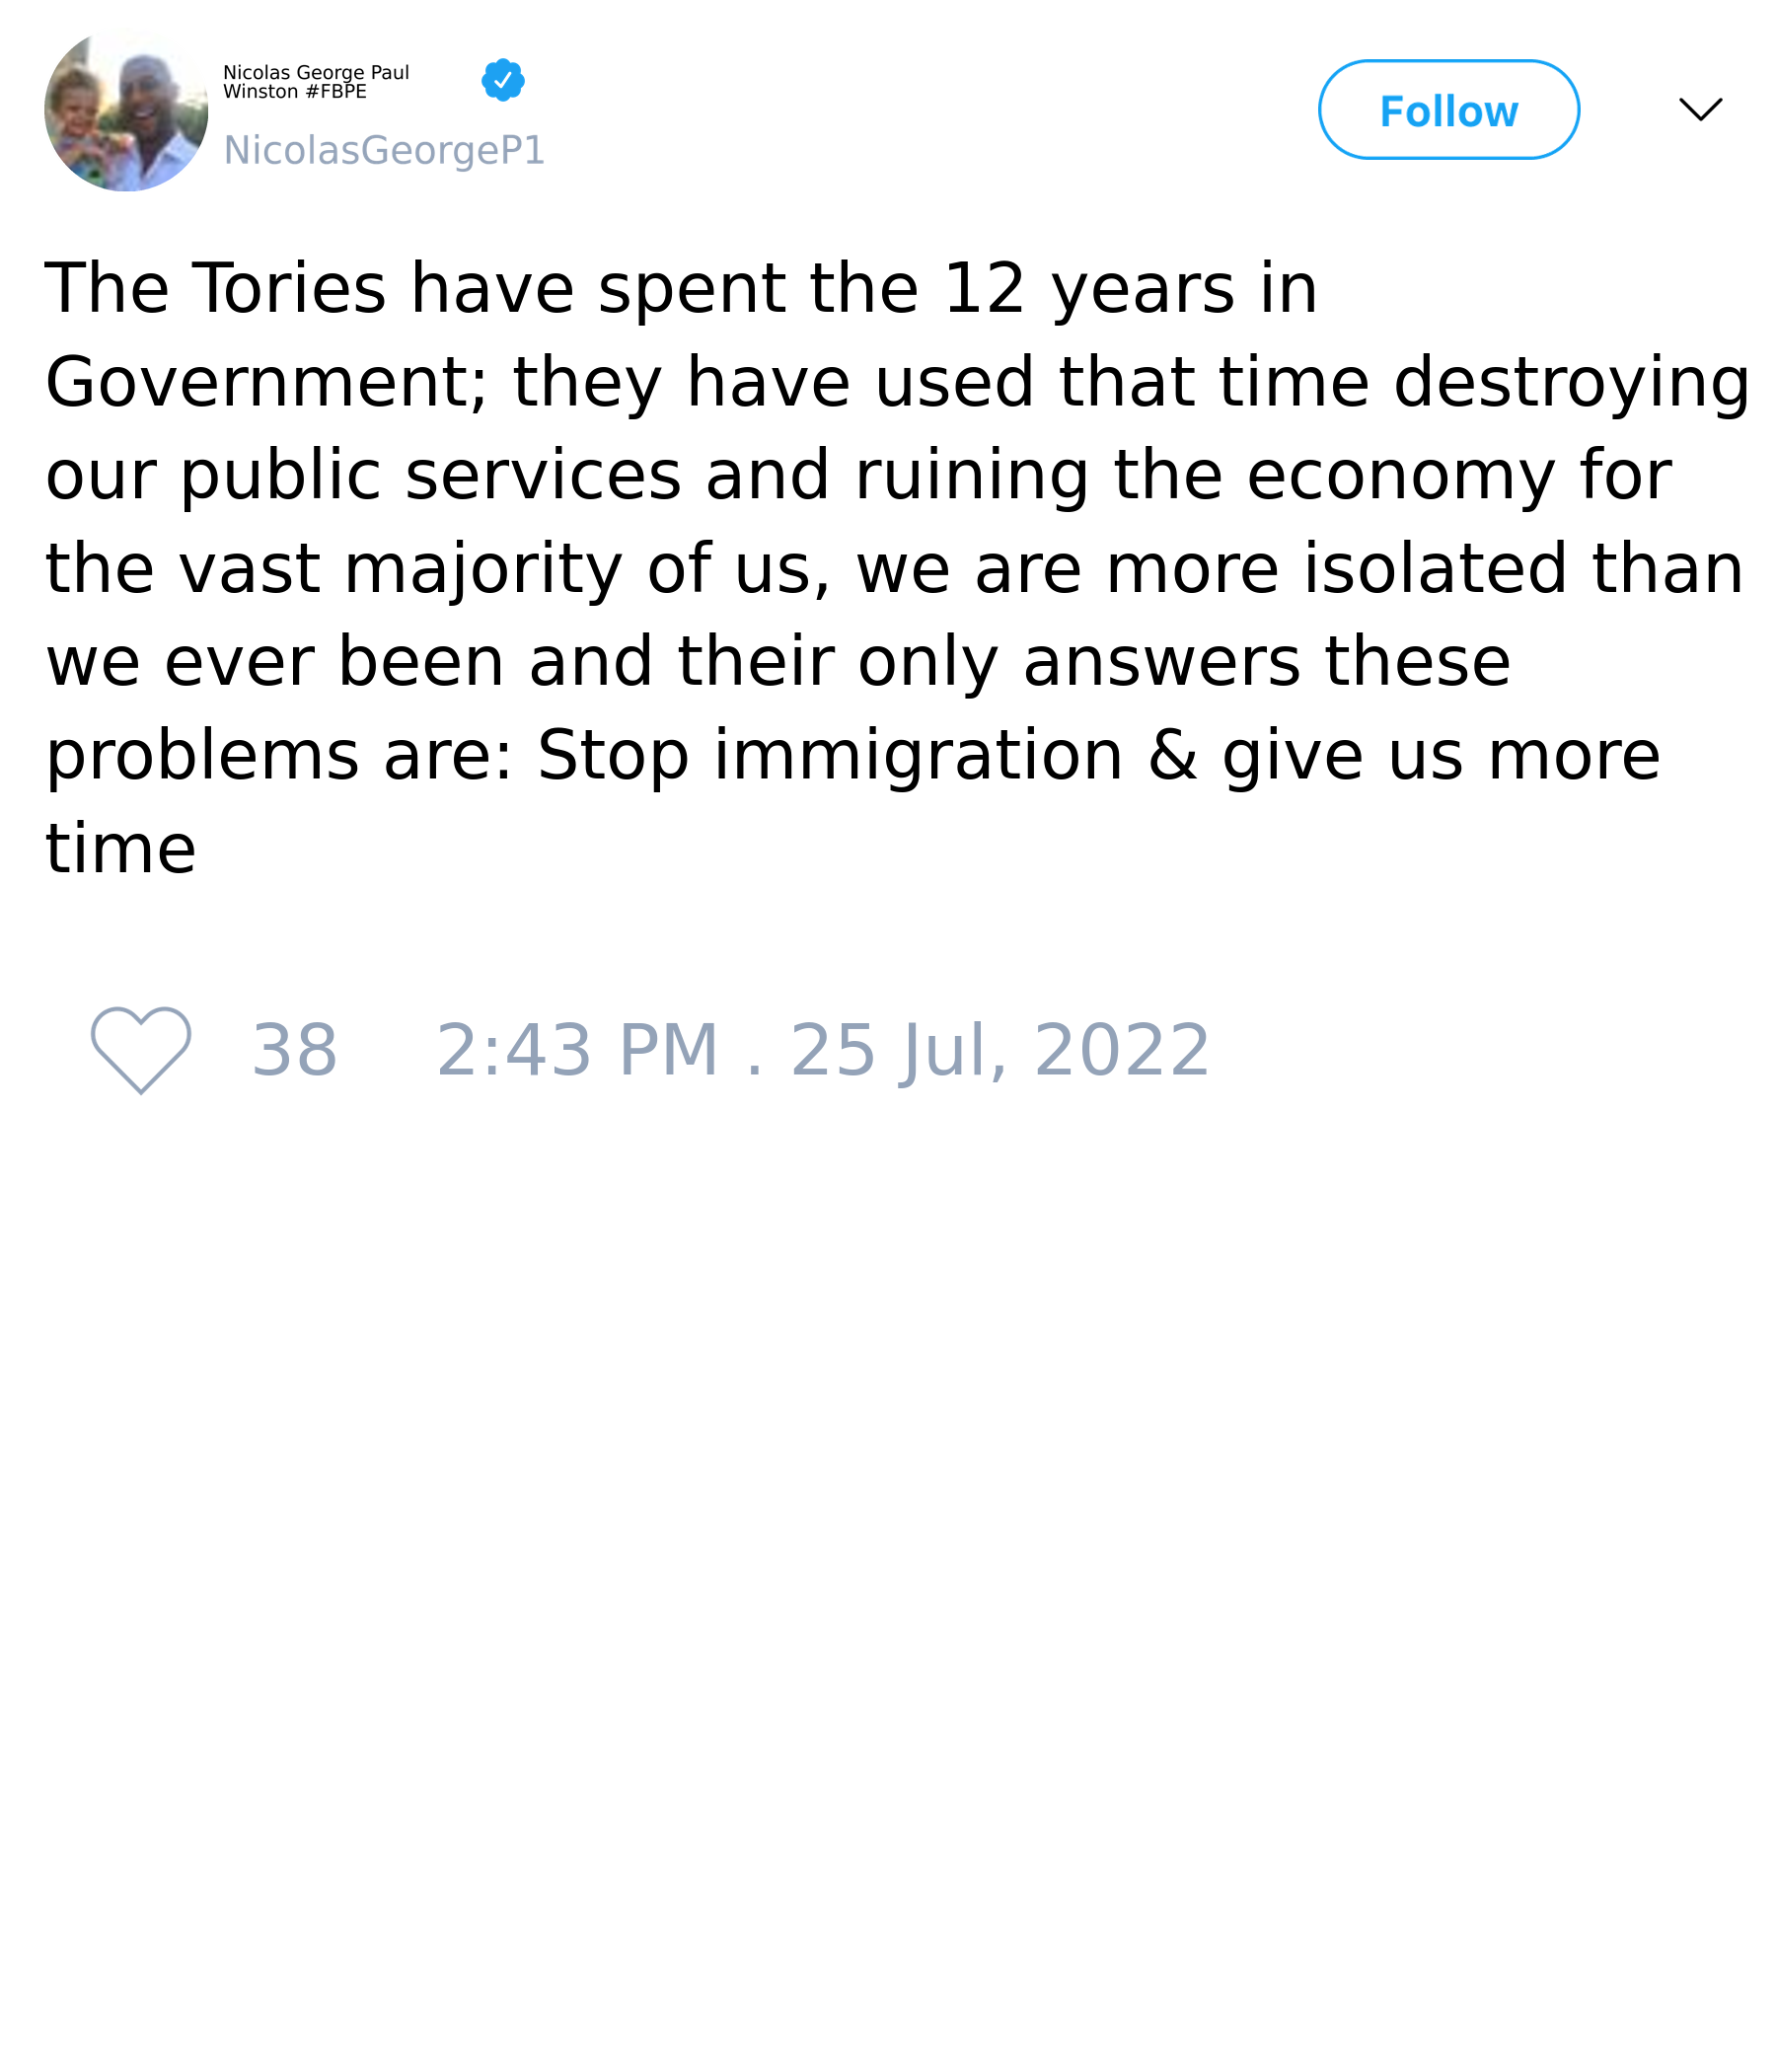 Nicolas George Paul
Winston #FBPE
NicolasGeorgeP1
Follow
The Tories have spent the 12 years in
Government; they have used that time destroying
our public services and ruining the economy for
the vast majority of us, we are more isolated than
we ever been and their only answers these
problems are: Stop immigration & give us more
time
38 2:43 PM . 25 Jul, 2022